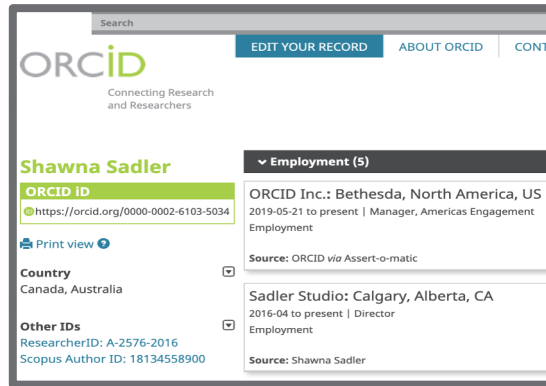 Search
EDIT YOUR RECORD
ABOUT ORCID
ORCiD
Connecting Research
and Researchers
Shawna Sadler
ORCID iD
iD https://orcid.org/0000-0002-6103-5034
Print view ?
Country
Canada, Australia
Other IDs
ResearcherID: A-2576-2016
Scopus Author ID: 18134558900
Employment (5)
ORCID Inc.: Bethesda, North America, US
2019-05-21 to present | Manager, Americas Engagement
Employment
Source: ORCID via Assert-o-matic
Sadler Studio: Calgary, Alberta, CA
2016-04 to present | Director
Employment
Source: Shawna Sadler